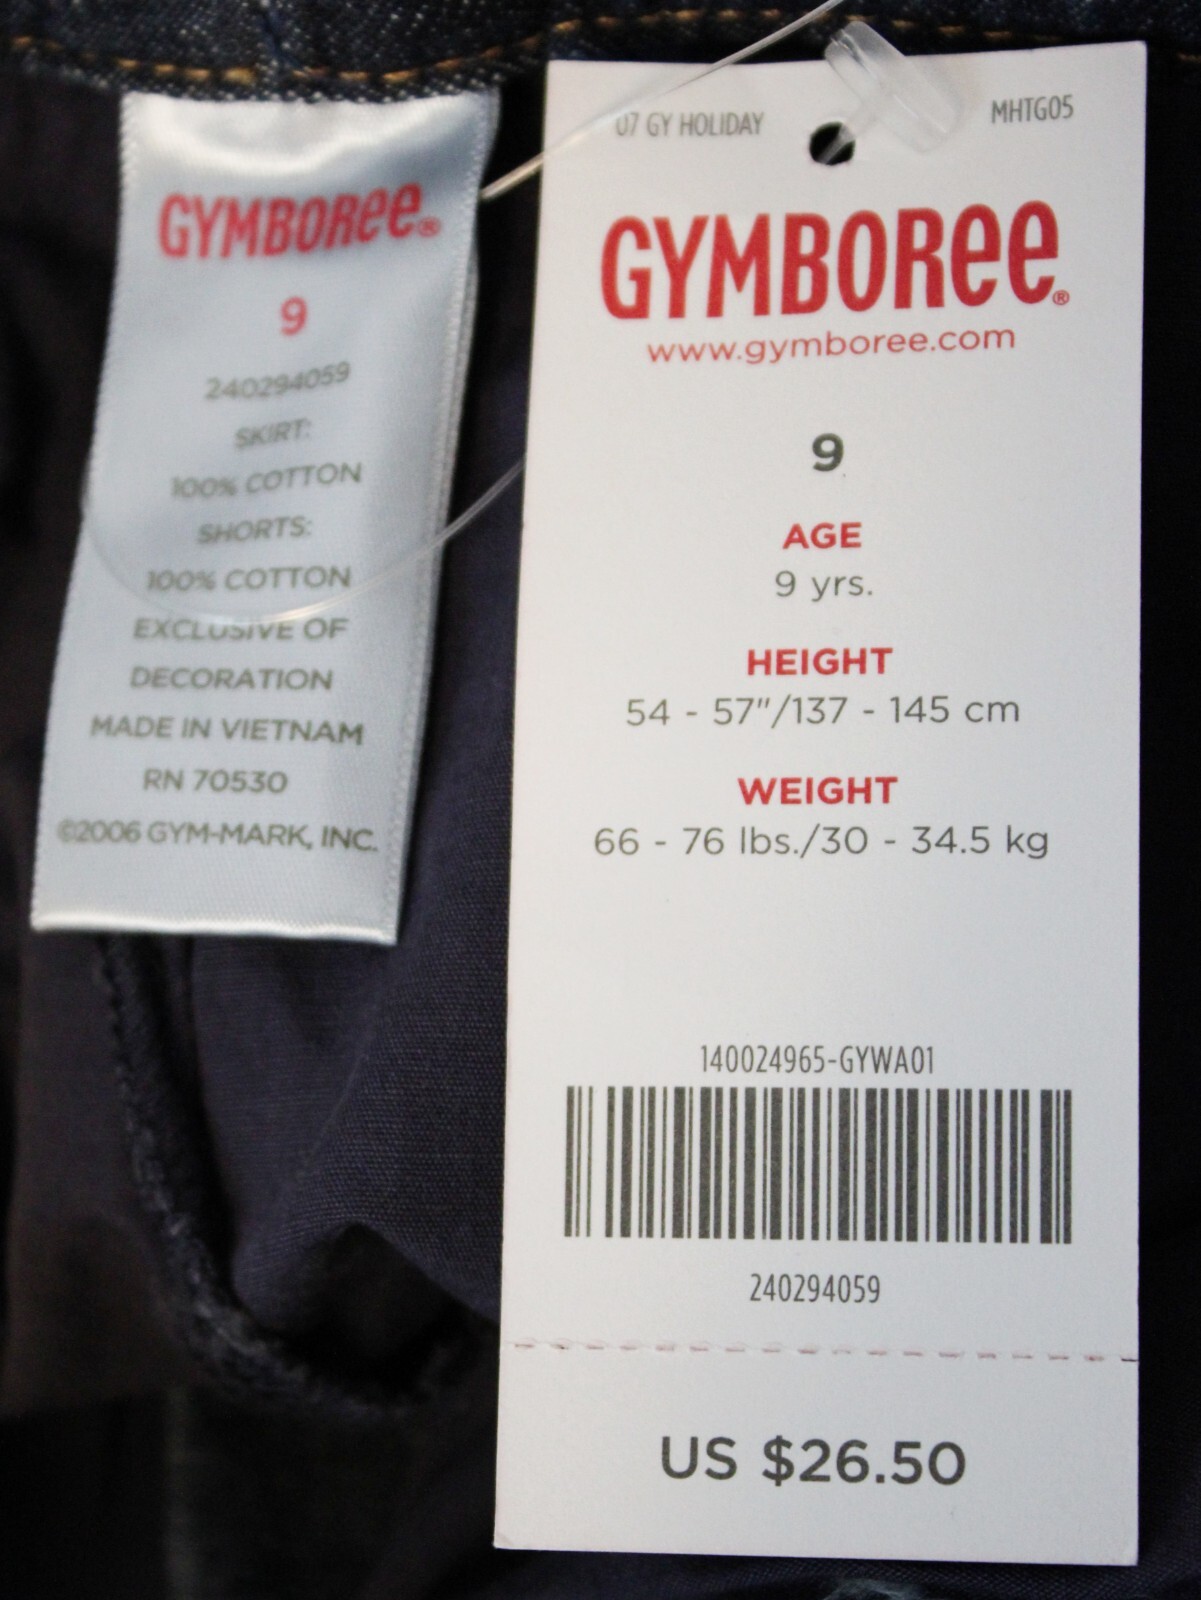 GYMBOREE®
9
240294059
SKIRT:
100% COTTON
SHORTS:
100% COTTON
EXCLUSIVE OF
DECORATION
MADE IN VIETNAM
RN 70530
©2006 GYM-MARK, INC.
07 GY HOLIDAY
MHTG05
GYMBOREE®
www.gymboree.com
9
AGE
9 yrs.
HEIGHT
54 - 57"/137 - 145 cm
WEIGHT
66 - 76 lbs./30 - 34.5 kg
140024965-GYWA01
240294059
US $26.50